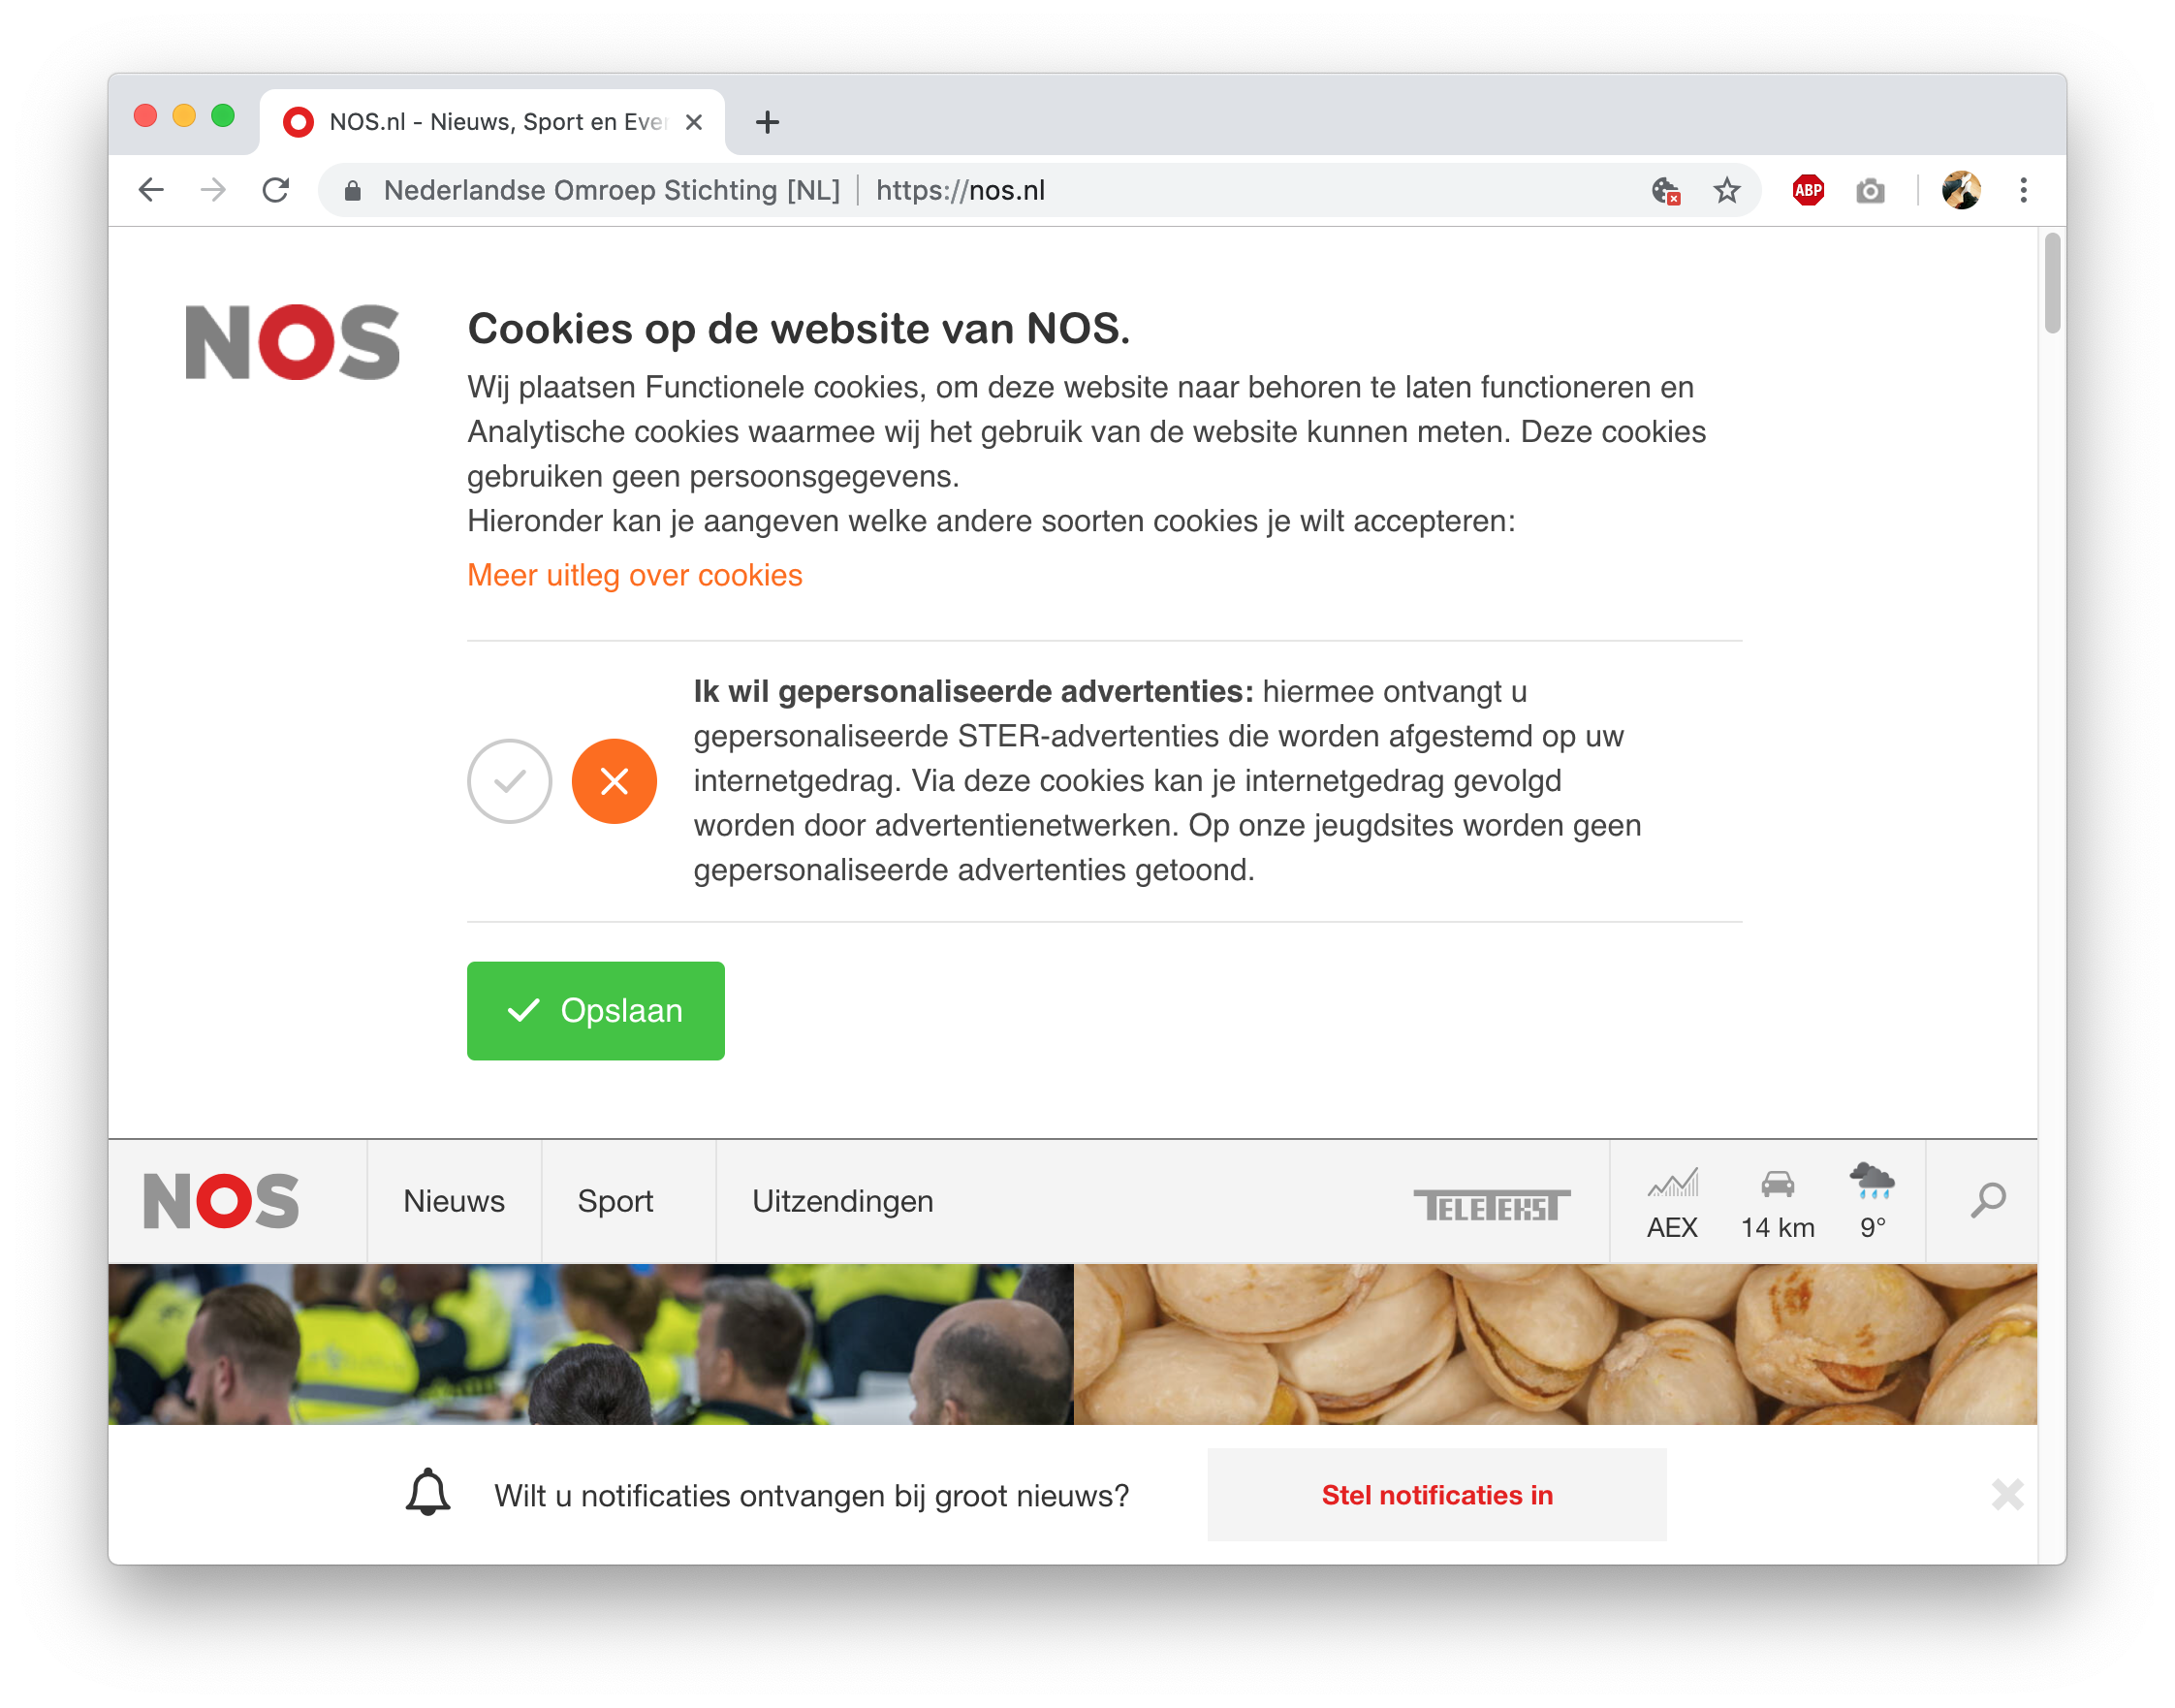 NOS.nl - Nieuws, Sport en Ever
Nederlandse Omroep Stichting [NL] | https://nos.nl
ABP
NOS
Cookies op de website van NOS.
Wij plaatsen Functionele cookies, om deze website naar behoren te laten functioneren en
Analytische cookies waarmee wij het gebruik van de website kunnen meten. Deze cookies
gebruiken geen persoonsgegevens.
Hieronder kan je aangeven welke andere soorten cookies je wilt accepteren:
Meer uitleg over cookies
Ik wil gepersonaliseerde advertenties: hiermee ontvangt u
gepersonaliseerde STER-advertenties die worden afgestemd op uw
internetgedrag. Via deze cookies kan je internetgedrag gevolgd
worden door advertentienetwerken. Op onze jeugdsites worden geen
gepersonaliseerde advertenties getoond.
Opslaan
NOS Nieuws Sport Uitzendingen TELETEKST
AEX 14 km 9°
Wilt u notificaties ontvangen bij groot nieuws? Stel notificaties in